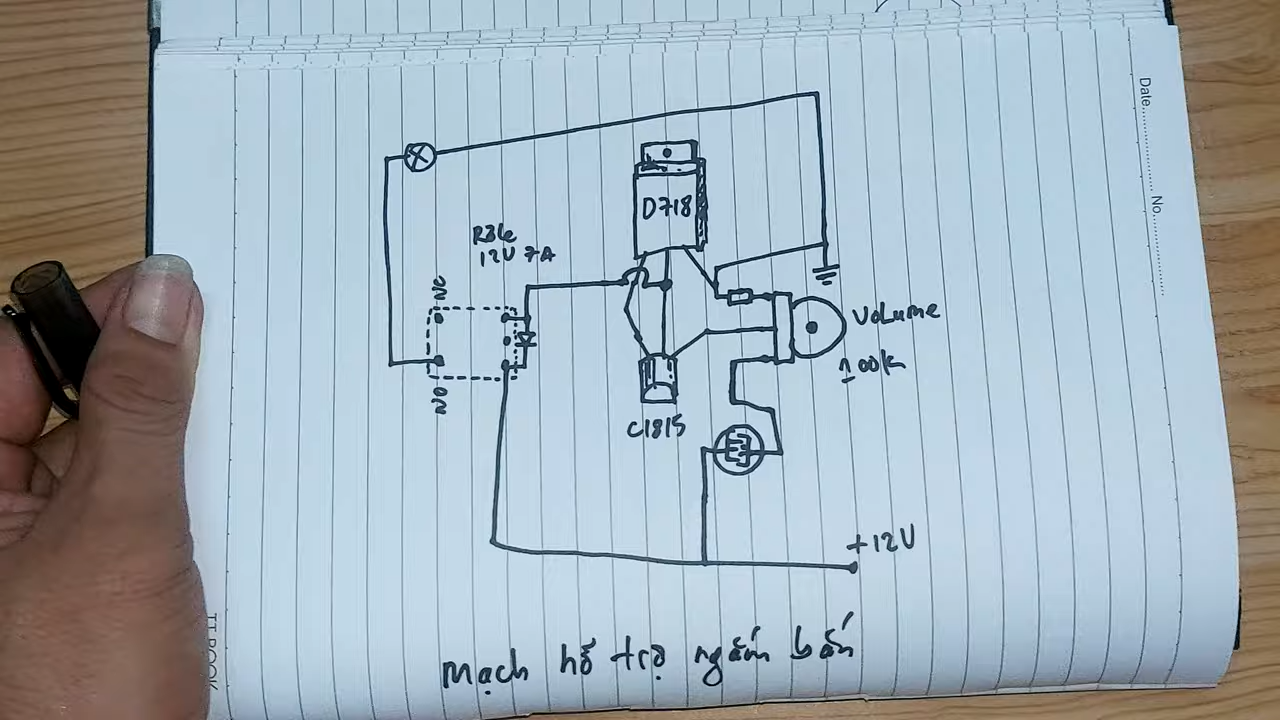 Date
No.
D718
Rơle
12V 7A
NC
NO
Volume
100k
C1815
+12V
Mạch hỗ trợ ngắm bắn